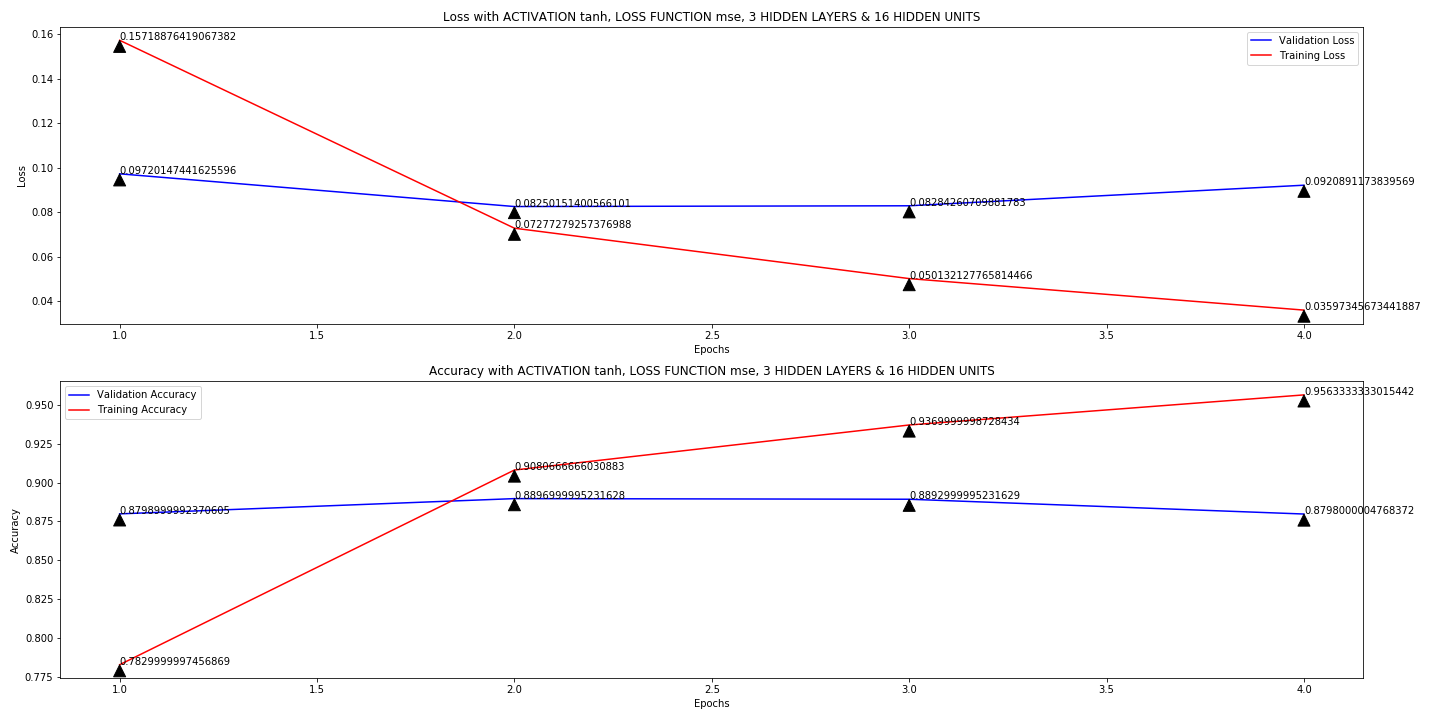 Loss with ACTIVATION tanh, LOSS FUNCTION mse, 3 HIDDEN LAYERS & 16 HIDDEN UNITS
0.16
0.14
0.12
0.10
0.08
0.06
0.04
Loss
0.15718876419067382
0.09720147441625596
0.08250151400566101
0.07277279257376988
0.08284260709881783
0.050132127765814466
0.0920891173839569
0.03597345673441887
Validation Loss
Training Loss
1.0 1.5 2.0 2.5 3.0 3.5 4.0
Epochs
Accuracy with ACTIVATION tanh, LOSS FUNCTION mse, 3 HIDDEN LAYERS & 16 HIDDEN UNITS
Validation Accuracy
Training Accuracy
0.950
0.925
0.900
0.875
0.850
0.825
0.800
0.775
Accuracy
0.8798999992370605
0.7829999997456869
0.9080666666030883
0.8896999995231628
0.9369999998728434
0.8892999995231629
0.9563333333015442
0.8798000004768372
1.0 1.5 2.0 2.5 3.0 3.5 4.0
Epochs